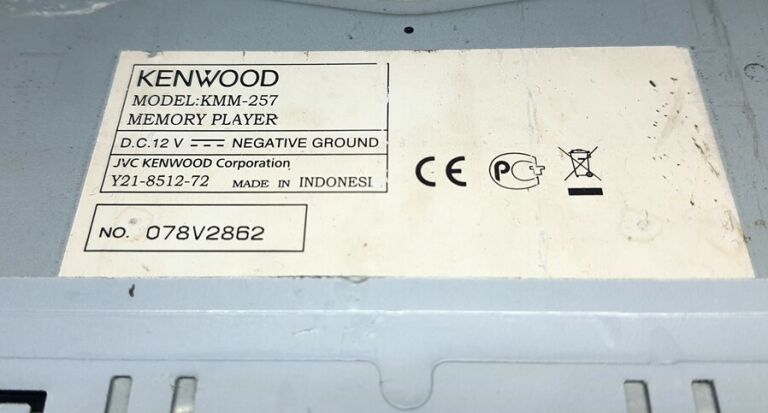 KENWOOD
MODEL:KMM-257
MEMORY PLAYER
D.C.12 V NEGATIVE GROUND
JVC KENWOOD Corporation
Y21-8512-72 MADE IN INDONESI
NO. 078V2862
CE
PC